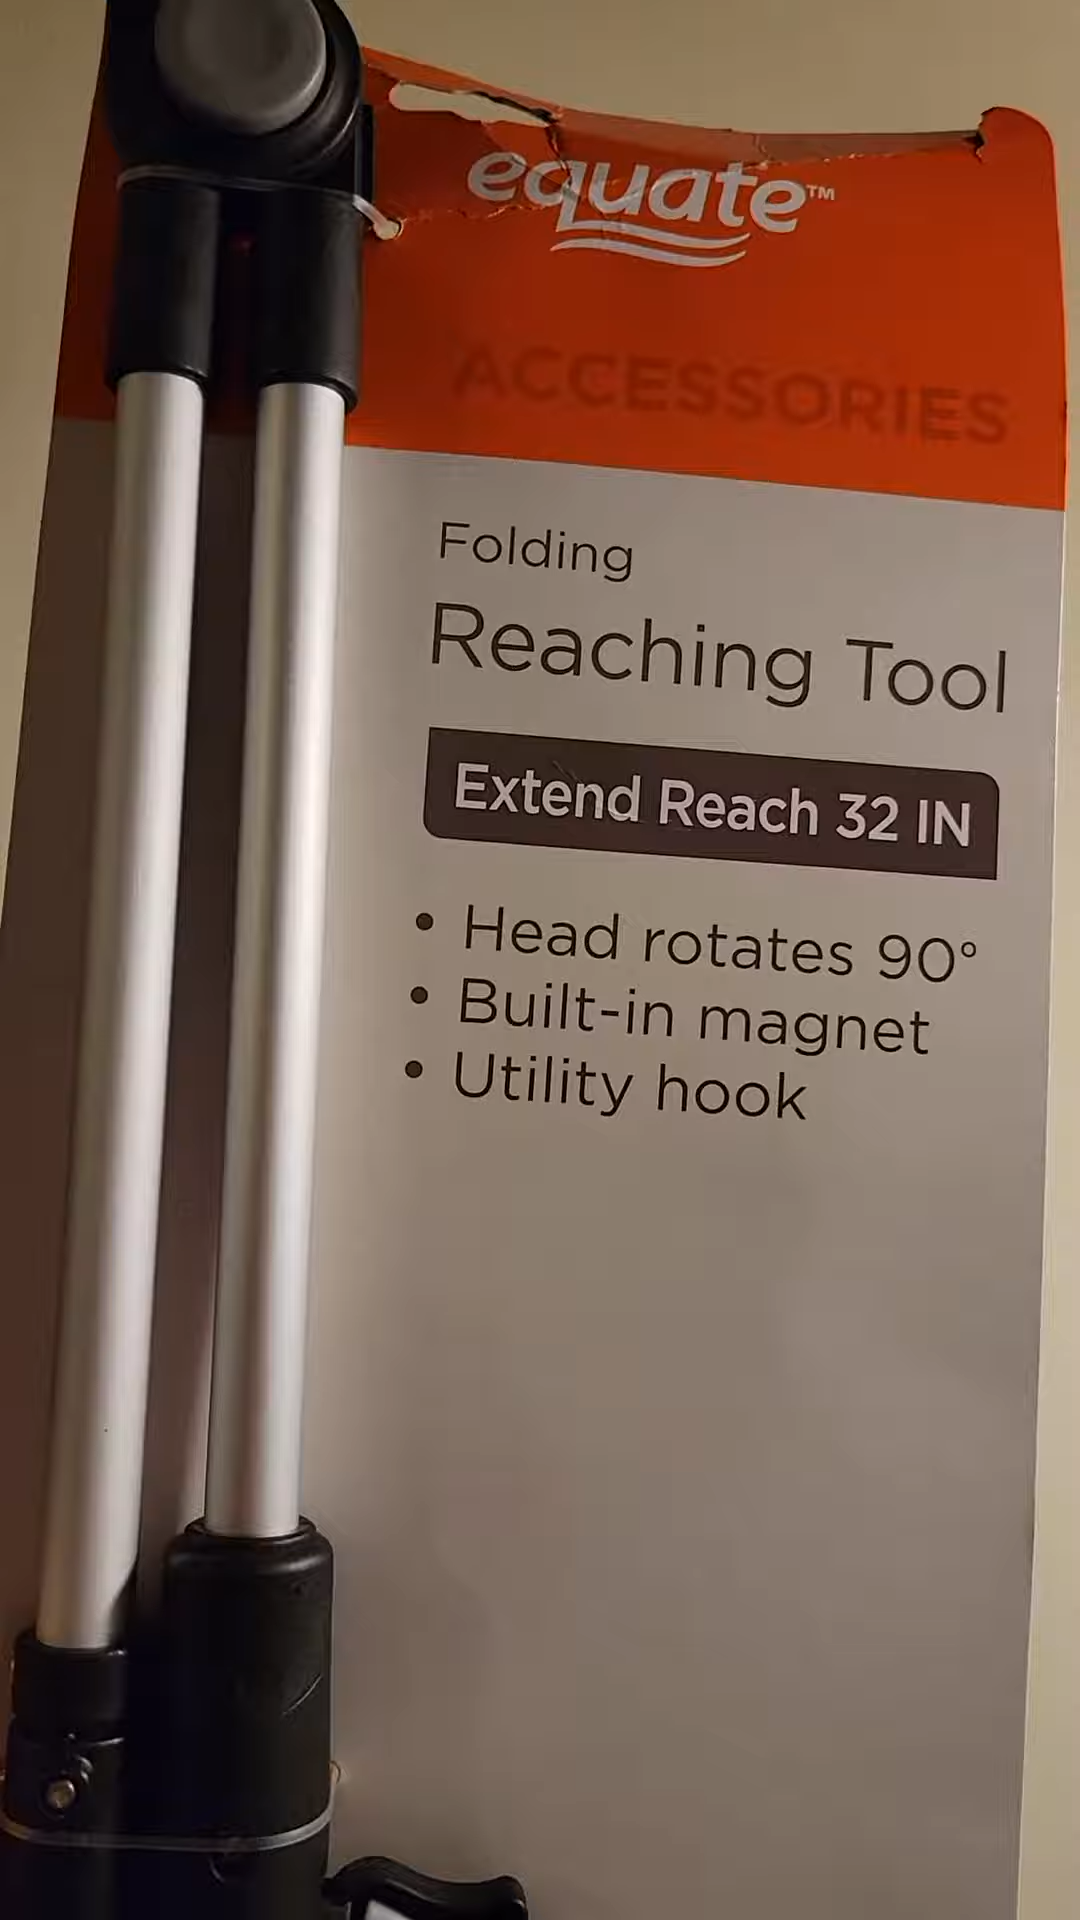 equate™
ACCESSORIES
Folding
Reaching Tool
Extend Reach 32 IN
• Head rotates 90°
• Built-in magnet
• Utility hook